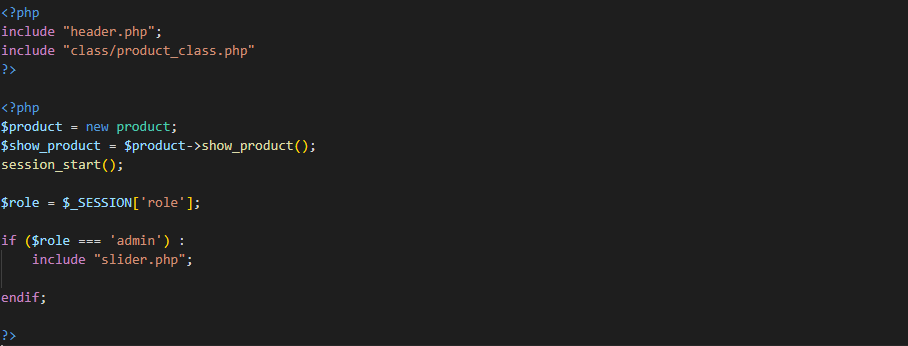 <?php
include "header.php";
include "class/product_class.php"
?>
<?php
$product = new product;
$show_product = $product->show_product();
session_start();
$role = $_SESSION['role'];
if ($role === 'admin') :
include "slider.php";
endif;
?>